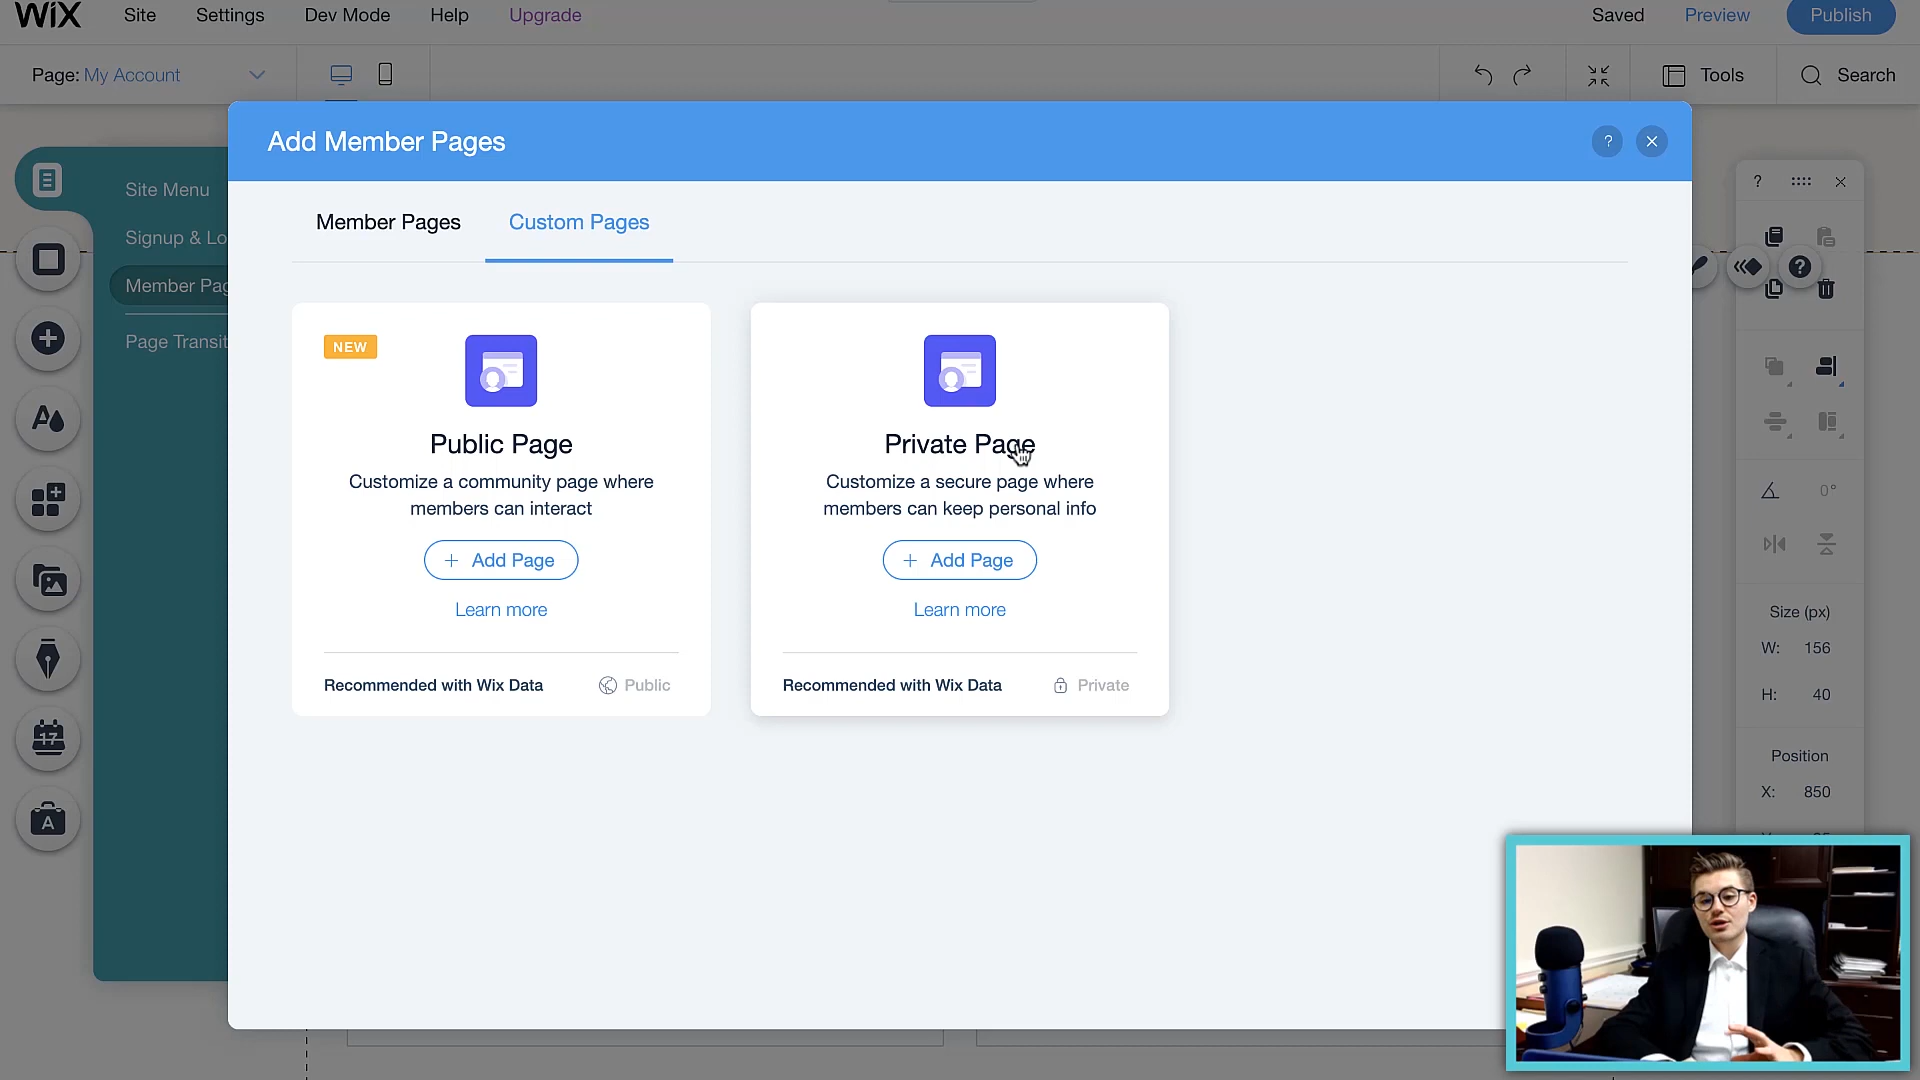 WiX
Site
Settings
Dev Mode
Help
Upgrade
Saved
Preview
Publish
Page: My Account
Tools
Search
Add Member Pages
?
Site Menu
Signup & Lo
Member Pag
Page Transit
Member Pages
Custom Pages
NEW
Public Page
Customize a community page where
members can interact
+ Add Page
Learn more
Recommended with Wix Data
Public
Private Page
Customize a secure page where
members can keep personal info
+ Add Page
Learn more
Recommended with Wix Data
Private
?
?
0°
Size (px)
W: 156
H: 40
Position
X: 850
17
A
A